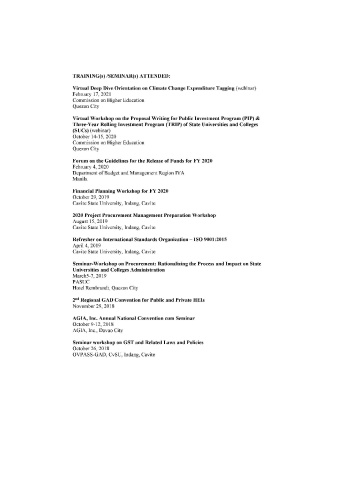 TRAINING(s) /SEMINAR(s) ATTENDED:
Virtual Deep Dive Orientation on Climate Change Expenditure Tagging (webinar)
February 17, 2021
Commission on Higher Education
Quezon City
Virtual Workshop on the Proposal Writing for Public Investment Program (PIP) &
Three-Year Rolling Investment Program (TRIP) of State Universities and Colleges
(SUCs) (webinar)
October 14-15, 2020
Commission on Higher Education
Quezon City
Forum on the Guidelines for the Release of Funds for FY 2020
February 4, 2020
Department of Budget and Management Region IVA
Manila
Financial Planning Workshop for FY 2020
October 29, 2019
Cavite State University, Indang, Cavite
2020 Project Procurement Management Preparation Workshop
August 15, 2019
Cavite State University, Indang, Cavite
Refresher on International Standards Organization – ISO 9001:2015
April 4, 2019
Cavite State University, Indang, Cavite
Seminar-Workshop on Procurement: Rationalizing the Process and Impact on State
Universities and Colleges Administration
March5-7, 2019
PASUC
Hotel Rembrandt, Quezon City
2nd Regional GAD Convention for Public and Private HEIs
November 28, 2018
AGIA, Inc. Annual National Convention cum Seminar
October 9-12, 2018
AGIA, Inc., Davao City
Seminar workshop on GST and Related Laws and Policies
October 26, 2018
OVPASS-GAD, CvSU, Indang, Cavite